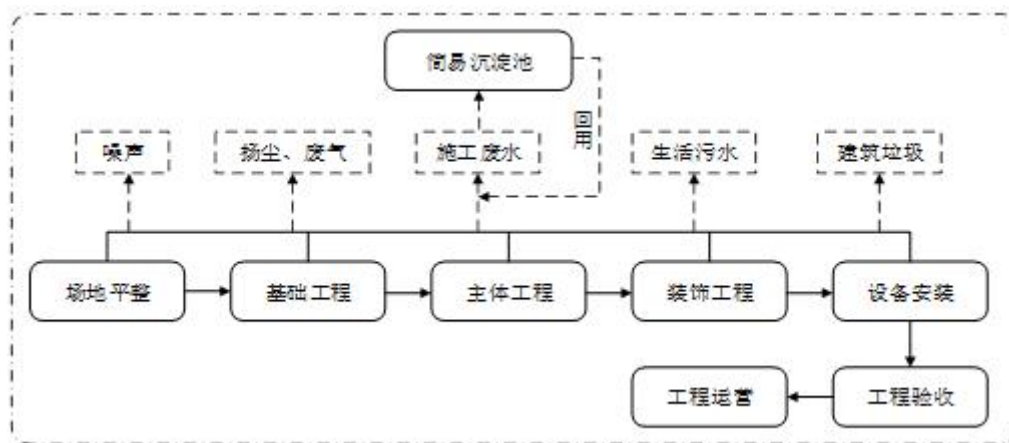 简易沉淀池
回用
噪声
扬尘、废气
施工废水
生活污水
建筑垃圾
场地平整
基础工程
主体工程
装饰工程
设备安装
工程运营
工程验收